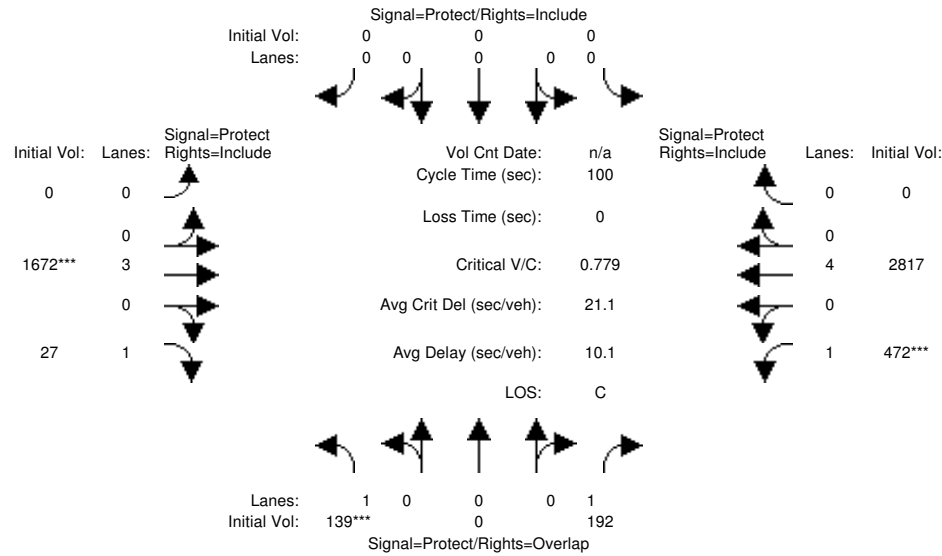 Signal=Protect/Rights=Include
Initial Vol: 0 0 0
Lanes: 0 0 0 0 0
Signal=Protect Signal=Protect
Initial Vol: Lanes: Rights=Include Vol Cnt Date: n/a Rights=Include Lanes: Initial Vol:
Cycle Time (sec): 100
0 0 0 0
Loss Time (sec): 0
0 0
1672*** 3 Critical V/C: 0.779 4 2817
0 Avg Crit Del (sec/veh): 21.1 0
27 1 Avg Delay (sec/veh): 10.1 1 472***
LOS: C
Lanes: 1 0 0 0 1
Initial Vol: 139*** 0 192
Signal=Protect/Rights=Overlap